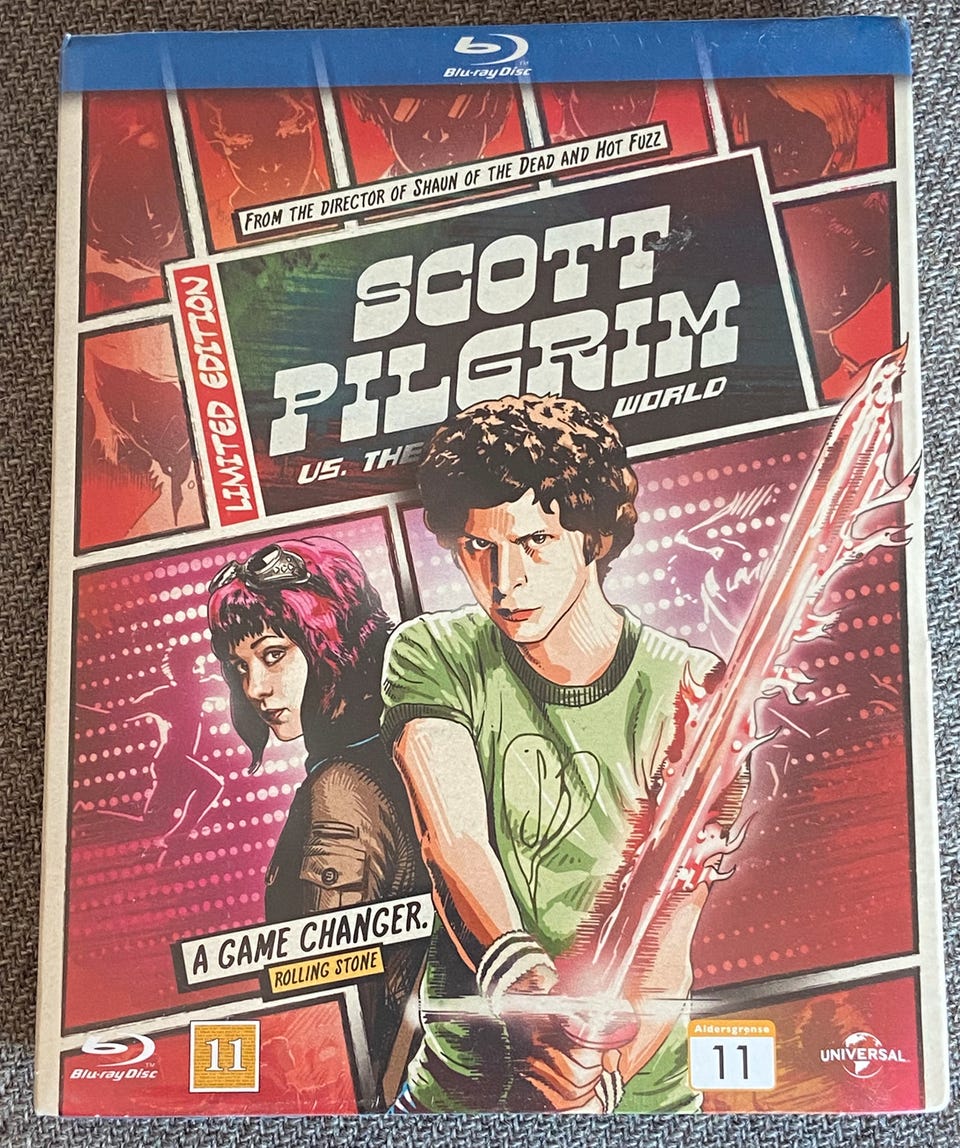 Blu-ray Disc
FROM THE DIRECTOR OF SHAUN OF THE DEAD AND HOT FUZZ
LIMITED EDITION
SCOTT
PILGRIM
VS. THE WORLD
A GAME CHANGER.
ROLLING STONE
Blu-ray Disc
11
Aldersgrense
11
UNIVERSAL